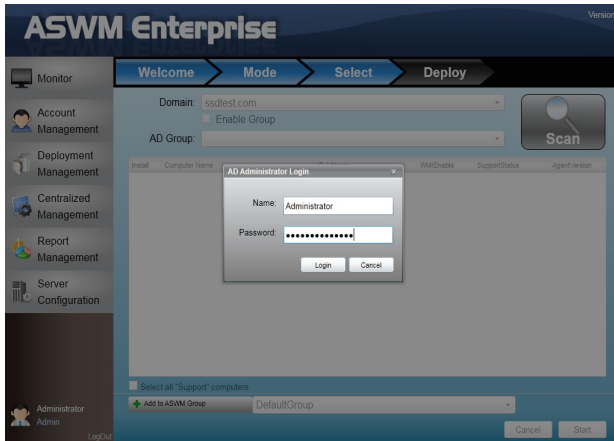 ASWM Enterprise
Version
Monitor
Account
Management
Deployment
Management
Centralized
Management
Report
Management
Server
Configuration
Administrator
Admin
LogOut
Welcome
Mode
Select
Deploy
Domain: ssdtest.com
Enable Group
AD Group:
Scan
Install Computer Name WMI Enable SupportStatus AgentVersion
AD Administrator Login ×
Name: Administrator
Password: ••••••••••••••
Login Cancel
Select all "Support" computers
Add to ASWM Group DefaultGroup
Cancel Start